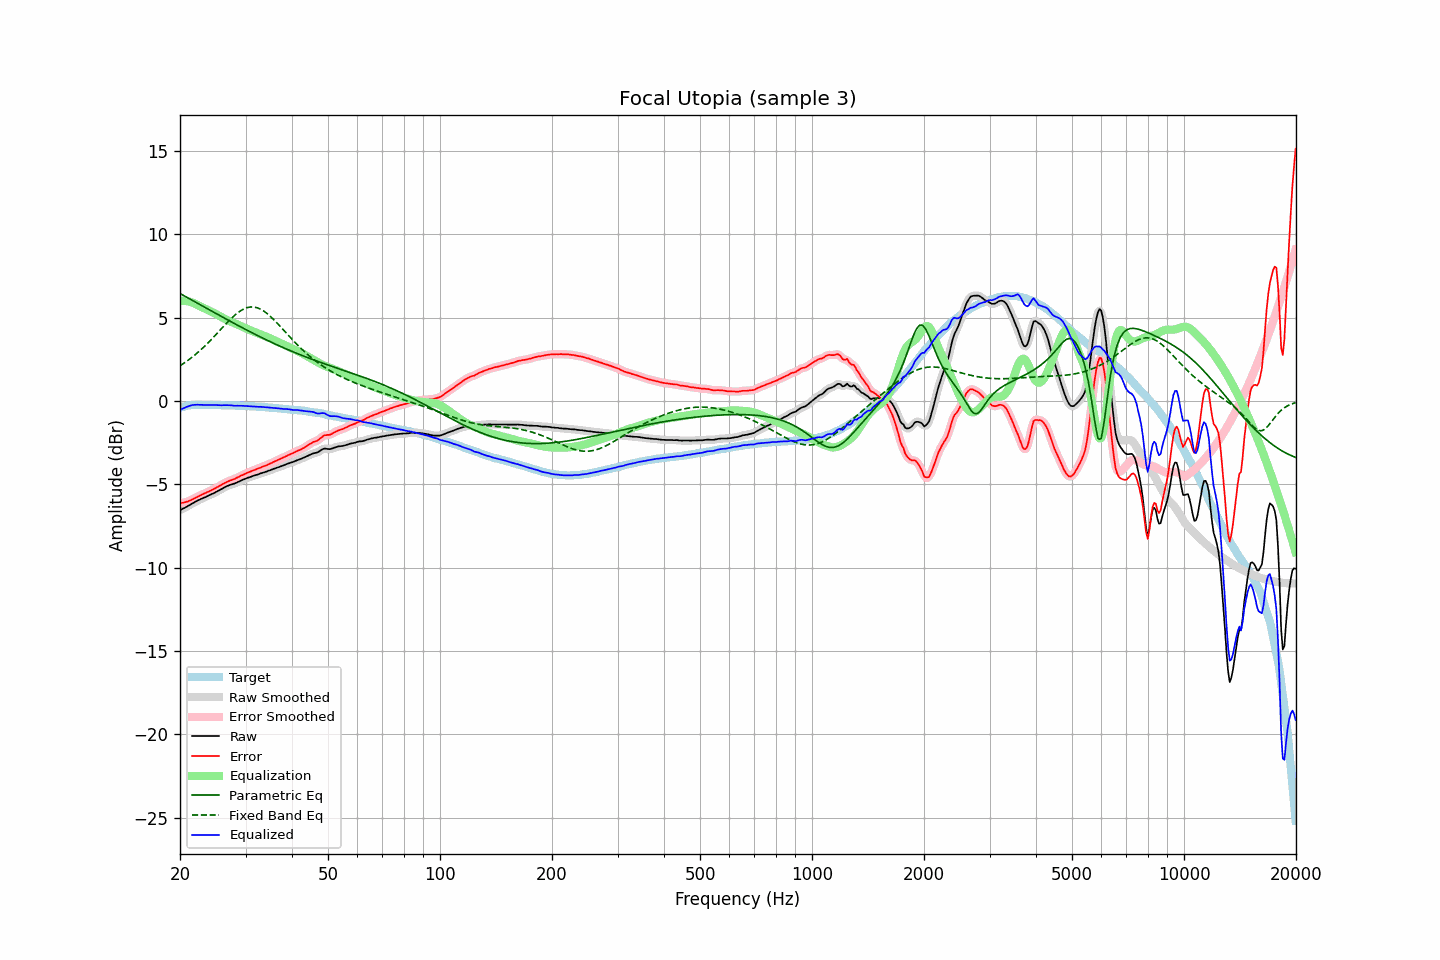 Focal Utopia (sample 3)
Amplitude (dBr)
15
10
5
0
−5
−10
−15
−20
−25
Target
Raw Smoothed
Error Smoothed
Raw
Error
Equalization
Parametric Eq
Fixed Band Eq
Equalized
20 50 100 200 500 1000 2000 5000 10000 20000
Frequency (Hz)